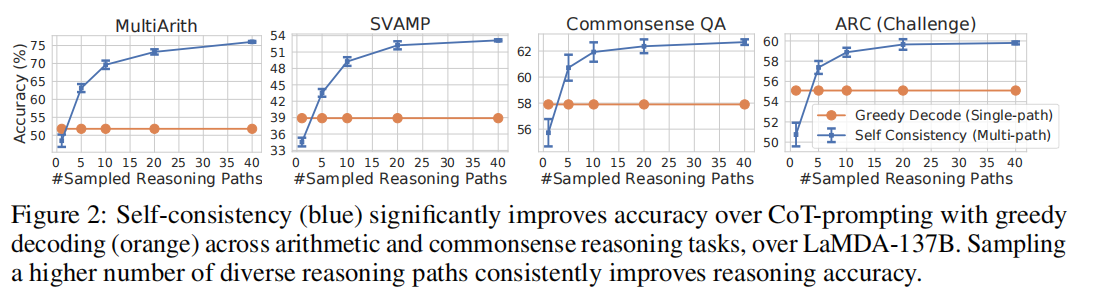 MultiArith
SVAMP
Commonsense QA
ARC (Challenge)
Accuracy (%)
75
70
65
60
55
50
0 5 10 15 20 25 30 35 40
#Sampled Reasoning Paths
54
51
48
45
42
39
36
33
0 5 10 15 20 25 30 35 40
#Sampled Reasoning Paths
62
60
58
56
0 5 10 15 20 25 30 35 40
#Sampled Reasoning Paths
60
58
56
54
52
50
Greedy Decode (Single-path)
Self Consistency (Multi-path)
0 5 10 15 20 25 30 35 40
#Sampled Reasoning Paths
Figure 2: Self-consistency (blue) significantly improves accuracy over CoT-prompting with greedy
decoding (orange) across arithmetic and commonsense reasoning tasks, over LaMDA-137B. Sampling
a higher number of diverse reasoning paths consistently improves reasoning accuracy.